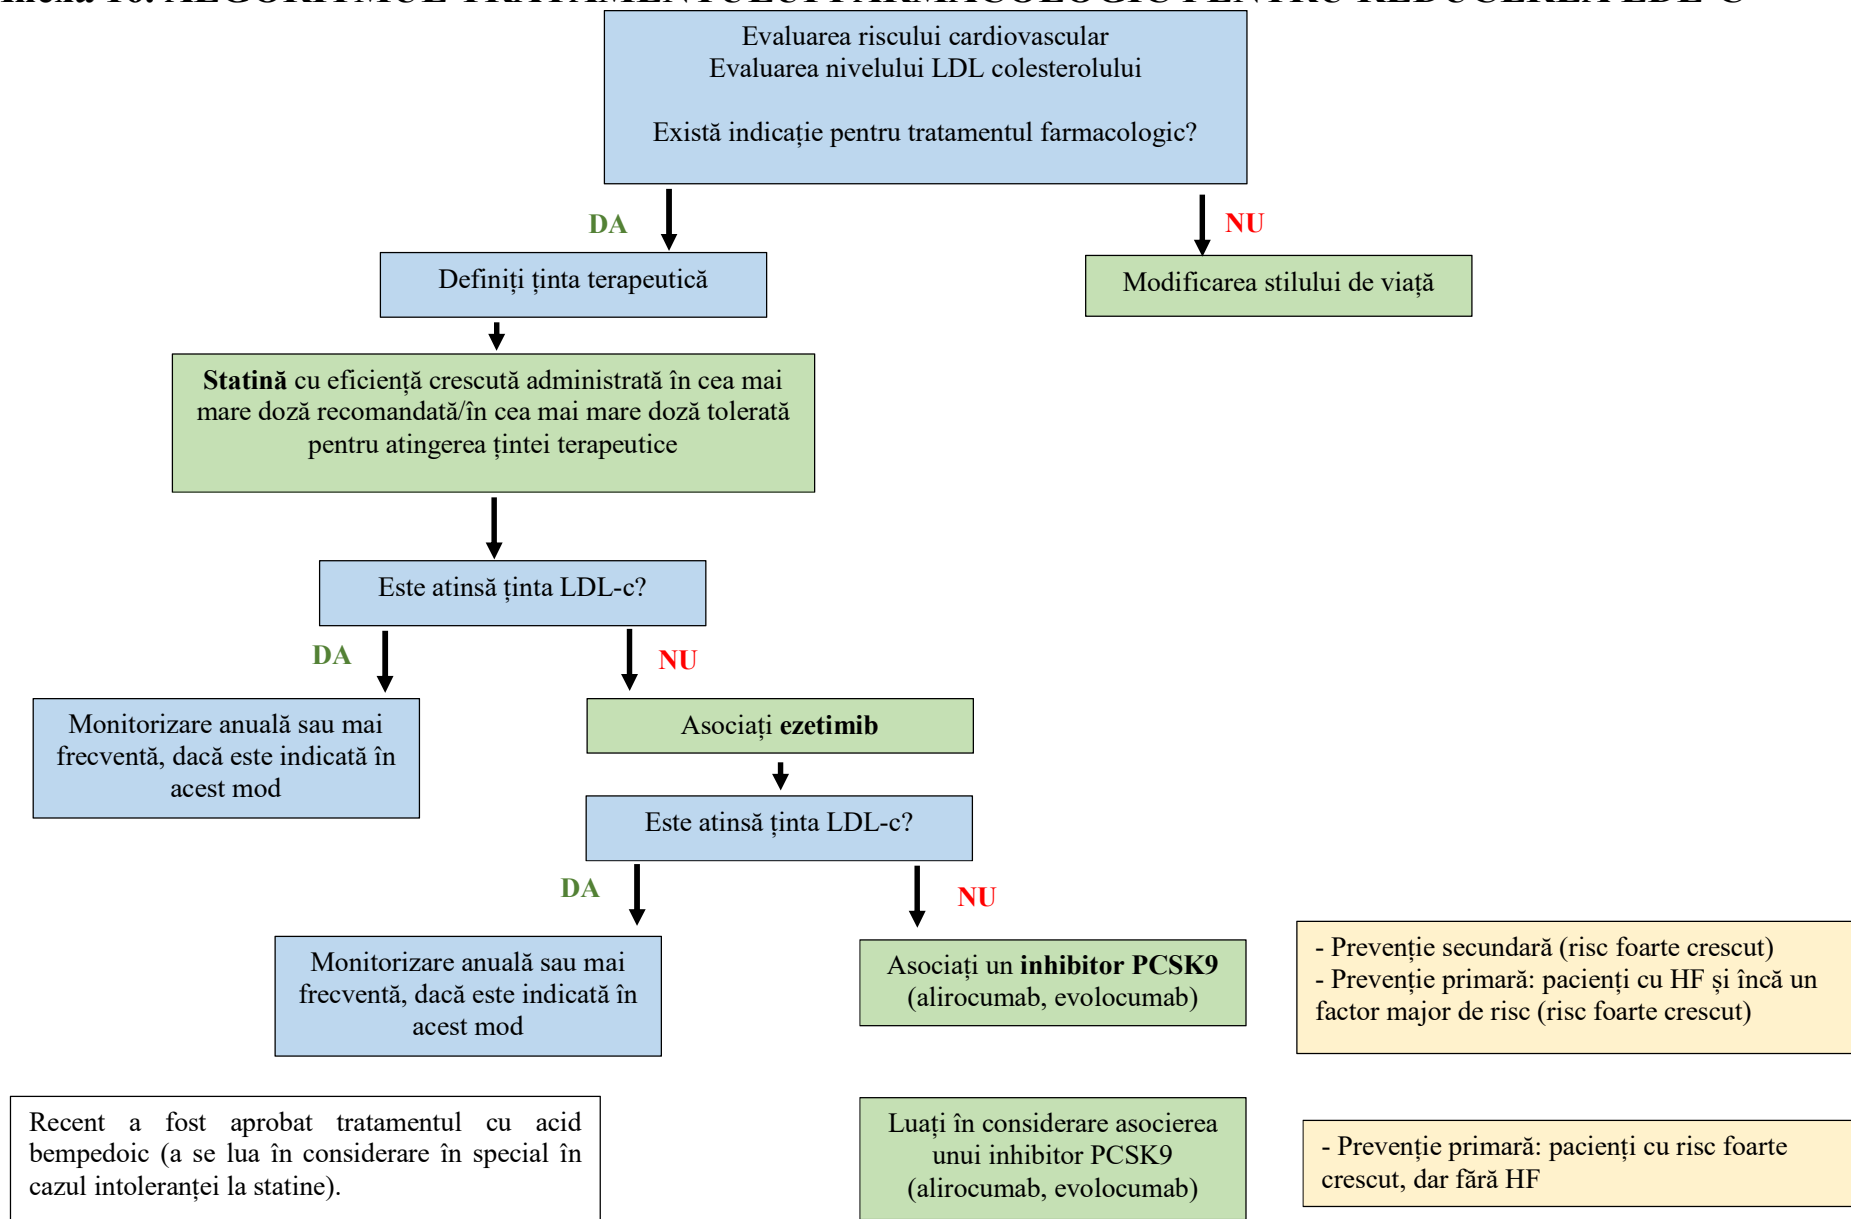 ALGORITMUL TRATAMENTULUI FARMACOLOGIC PENTRU REDUCEREA LDL-C
Evaluarea riscului cardiovascular
Evaluarea nivelului LDL colesterolului
Există indicație pentru tratamentul farmacologic?
DA
NU
Definiți ținta terapeutică
Modificarea stilului de viață
Statină cu eficiență crescută administrată în cea mai
mare doză recomandată/în cea mai mare doză tolerată
pentru atingerea țintei terapeutice
Este atinsă ținta LDL-c?
DA
NU
Monitorizare anuală sau mai
frecventă, dacă este indicată în
acest mod
Asociați ezetimib
Este atinsă ținta LDL-c?
DA
NU
Monitorizare anuală sau mai
frecventă, dacă este indicată în
acest mod
Asociați un inhibitor PCSK9
(alirocumab, evolocumab)
- Prevenție secundară (risc foarte crescut)
- Prevenție primară: pacienți cu HF și încă un
factor major de risc (risc foarte crescut)
Recent a fost aprobat tratamentul cu acid
bempedoic (a se lua în considerare în special în
cazul intoleranței la statine).
Luați în considerare asocierea
unui inhibitor PCSK9
(alirocumab, evolocumab)
- Prevenție primară: pacienți cu risc foarte
crescut, dar fără HF